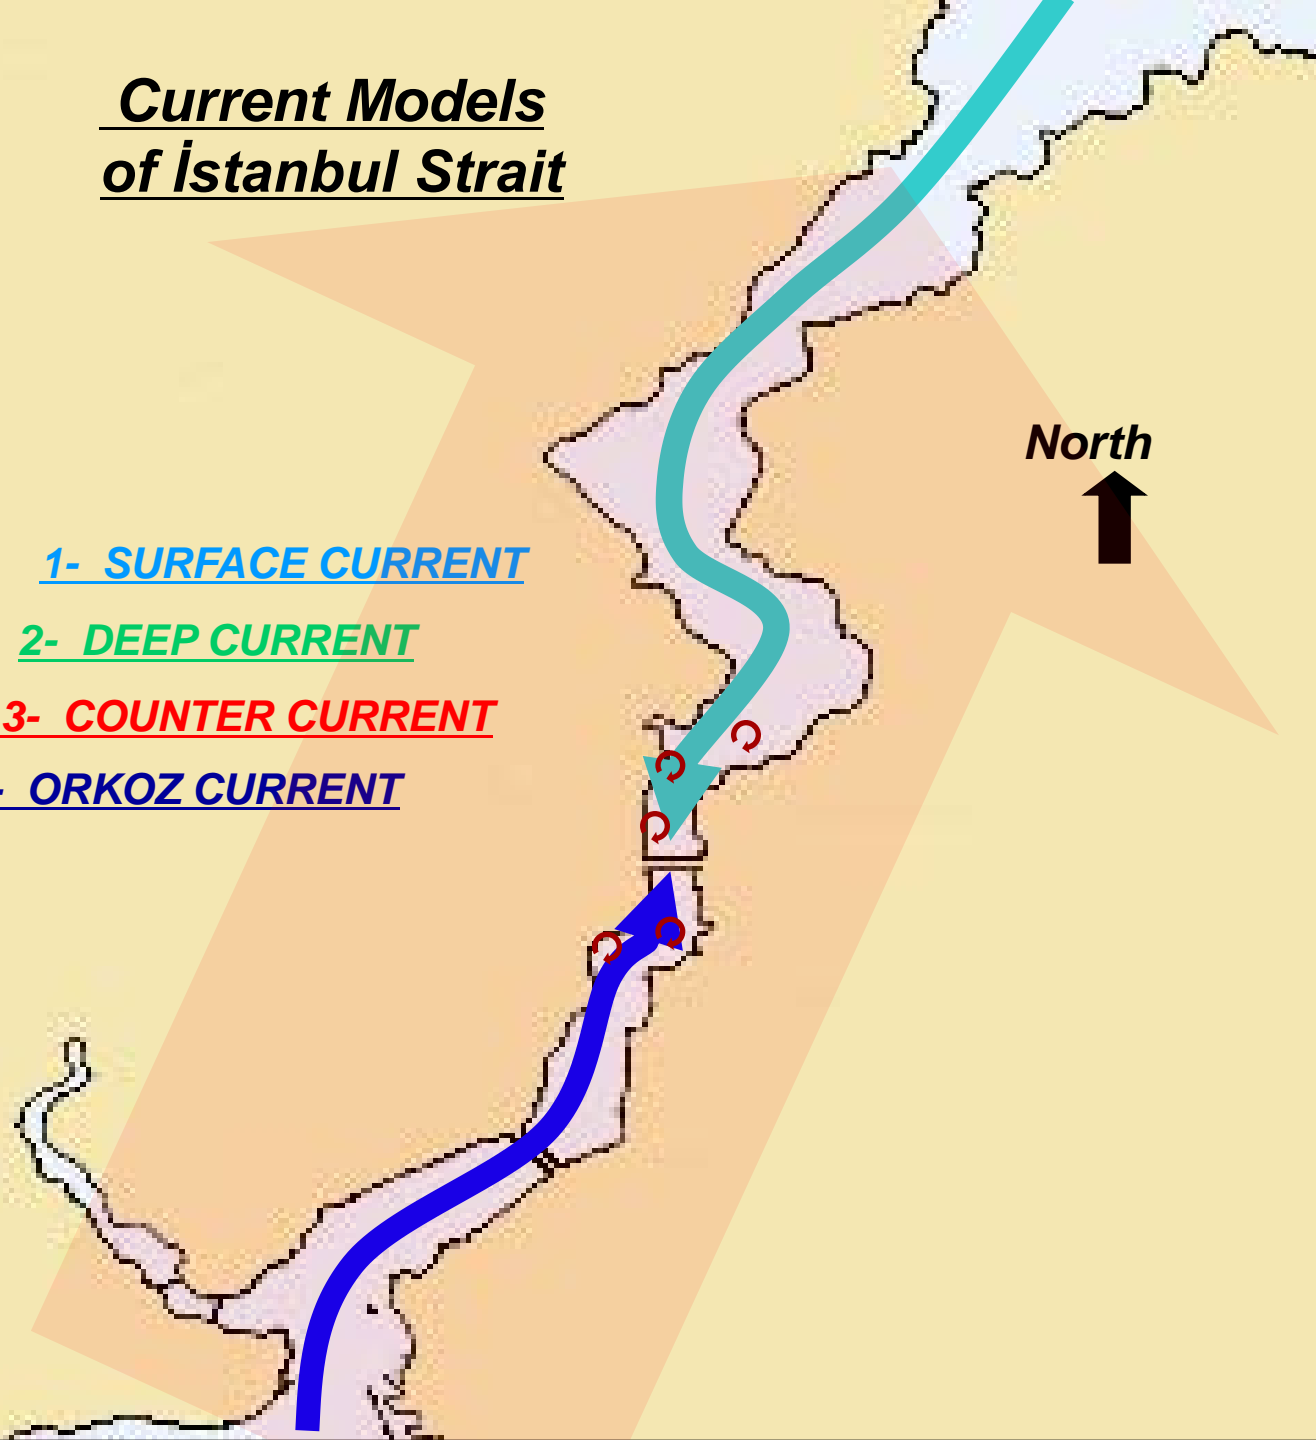 Current Models
of İstanbul Strait
North
1- SURFACE CURRENT
2- DEEP CURRENT
3- COUNTER CURRENT
- ORKOZ CURRENT